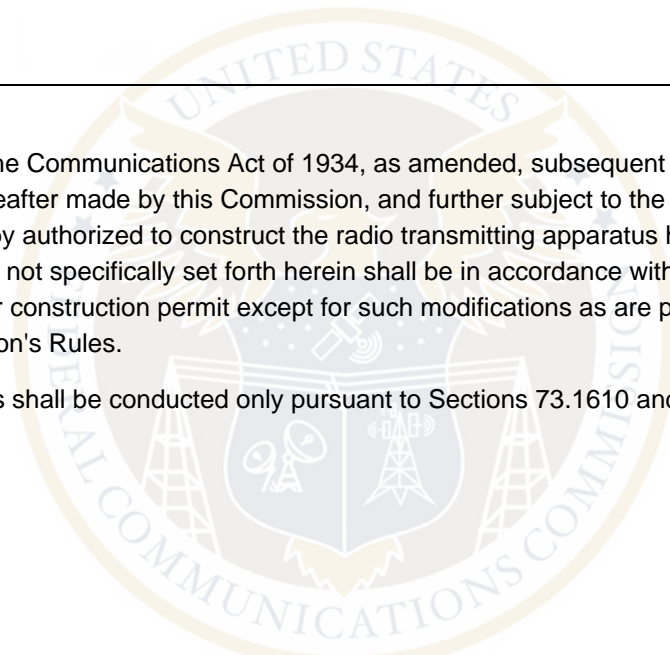 UNITED STATES
ne Communications Act of 1934, as amended, subsequent
eafter made by this Commission, and further subject to the
by authorized to construct the radio transmitting apparatus h
not specifically set forth herein shall be in accordance with
r construction permit except for such modifications as are p
on's Rules.
s shall be conducted only pursuant to Sections 73.1610 and
FEDERAL COMMUNICATIONS COMMISSION